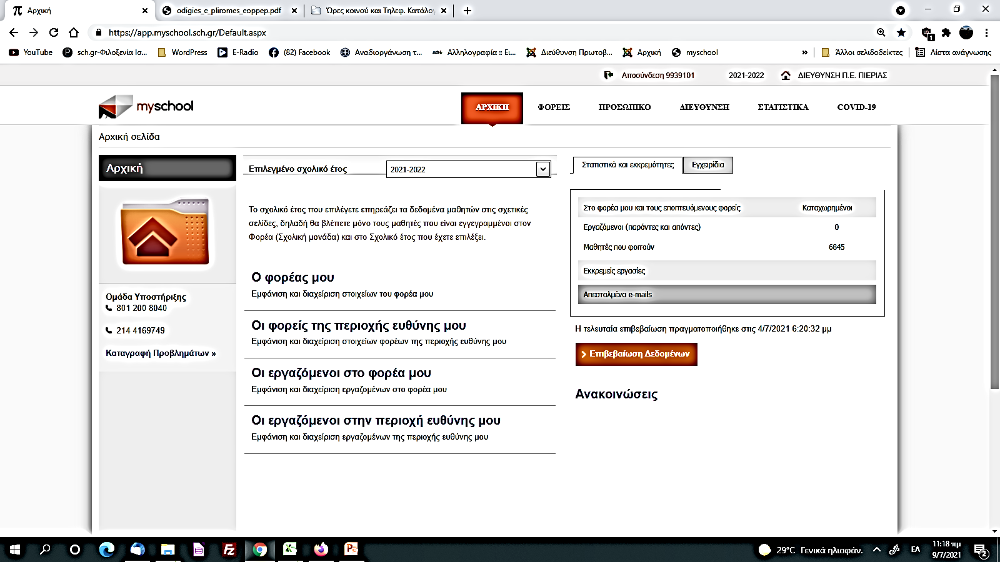 Αρχική
odigies_e_pliromes_eoppep.pdf
Ώρες κοινού και Τηλεφ. Κατάλο
https://app.myschool.sch.gr/Default.aspx
YouTube
sch.gr-Φιλοξενία Ισ...
WordPress
E-Radio
(82) Facebook
Αναδιοργάνωση τ...
Αλληλογραφία :: Ει...
Διεύθυνση Πρωτοβ...
Αρχική
myschool
»
Άλλοι σελιδοδείκτες
Λίστα ανάγνωσης
Αποσύνδεση 9939101
2021-2022
ΔΙΕΥΘΥΝΣΗ Π.Ε. ΠΙΕΡΙΑΣ
myschool
ΑΡΧΙΚΗ
ΦΟΡΕΙΣ
ΠΡΟΣΩΠΙΚΟ
ΔΙΕΥΘΥΝΣΗ
ΣΤΑΤΙΣΤΙΚΑ
COVID-19
Αρχική σελίδα
Αρχική
Ομάδα Υποστήριξης
801 200 8040
214 4169749
Καταγραφή Προβλημάτων »
Επιλεγμένο σχολικό έτος
2021-2022
Το σχολικό έτος που επιλέγετε επηρεάζει τα δεδομένα μαθητών στις σχετικές
σελίδες, δηλαδή θα βλέπετε μόνο τους μαθητές που είναι εγγεγραμμένοι στον
Φορέα (Σχολική μονάδα) και στο Σχολικό έτος που έχετε επιλέξει.
Ο φορέας μου
Εμφάνιση και διαχείριση στοιχείων του φορέα μου
Οι φορείς της περιοχής ευθύνης μου
Εμφάνιση και διαχείριση στοιχείων φορέων της περιοχής ευθύνης μου
Οι εργαζόμενοι στο φορέα μου
Εμφάνιση και διαχείριση εργαζομένων στο φορέα μου
Οι εργαζόμενοι στην περιοχή ευθύνης μου
Εμφάνιση και διαχείριση εργαζομένων της περιοχής ευθύνης μου
Στατιστικά και εκκρεμότητες
Εγχειρίδια
Στο φορέα μου και τους εποπτευόμενους φορείς Καταχωρημένοι
Εργαζόμενοι (παρόντες και απόντες) 0
Μαθητές που φοιτούν 6845
Εκκρεμείς εργασίες
Απεσταλμένα e-mails
Η τελευταία επιβεβαίωση πραγματοποιήθηκε στις 4/7/2021 6:20:32 μμ
Επιβεβαίωση Δεδομένων
Ανακοινώσεις
29°C Γενικά ηλιοφάν.
ΕΛ
11:18 πμ
9/7/2021
2